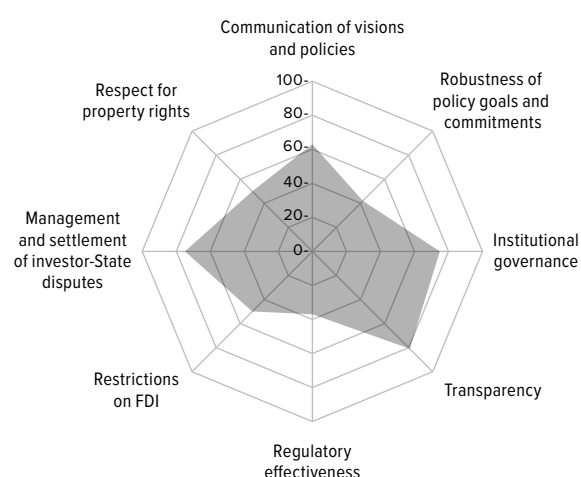 Communication of visions
and policies
Respect for
property rights
Robustness of
policy goals and
commitments
100-
80-
60-
40-
20-
0-
Management
and settlement
of investor-State
disputes
Institutional
governance
Restrictions
on FDI
Transparency
Regulatory
effectiveness